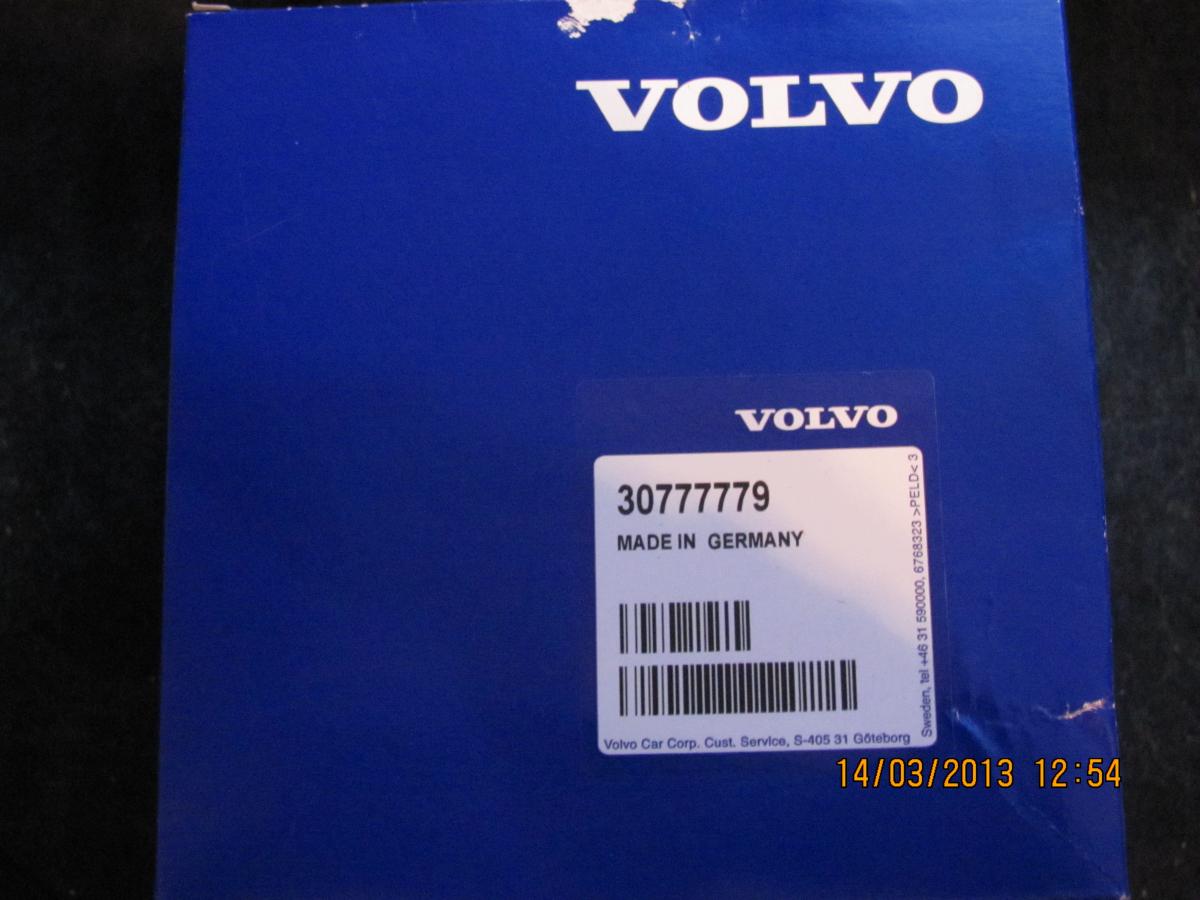 VOLVO
VOLVO
30777779
MADE IN GERMANY
Volvo Car Corp. Cust. Service, S-405 31 Göteborg
Sweden, tel +46 31 590000, 6768323 >PELD< 3
14/03/2013 12:54